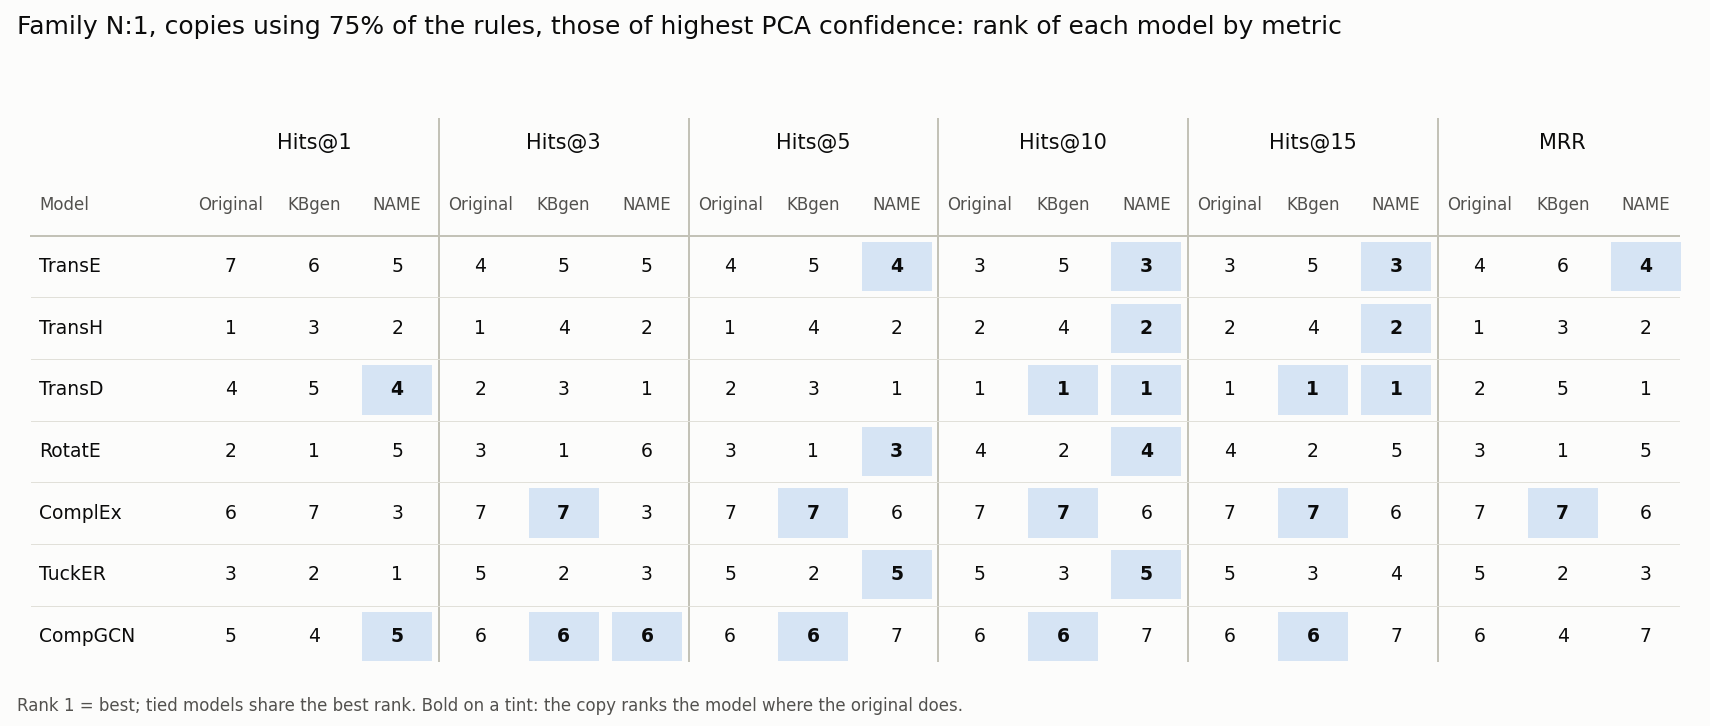 Family N:1, copies using 75% of the rules, those of highest PCA confidence: rank of each model by metric
Hits@1 Hits@3 Hits@5 Hits@10 Hits@15 MRR
Model Original KBgen NAME Original KBgen NAME Original KBgen NAME Original KBgen NAME Original KBgen NAME Original KBgen NAME
TransE 7 6 5 4 5 5 4 5 4 3 5 3 3 5 3 4 6 4
TransH 1 3 2 1 4 2 1 4 2 2 4 2 2 4 2 1 3 2
TransD 4 5 4 2 3 1 2 3 1 1 1 1 1 1 1 2 5 1
RotatE 2 1 5 3 1 6 3 1 3 4 2 4 4 2 5 3 1 5
ComplEx 6 7 3 7 7 3 7 7 6 7 7 6 7 7 6 7 7 6
TuckER 3 2 1 5 2 3 5 2 5 5 3 5 5 3 4 5 2 3
CompGCN 5 4 5 6 6 6 6 6 7 6 6 7 6 6 7 6 4 7
Rank 1 = best; tied models share the best rank. Bold on a tint: the copy ranks the model where the original does.